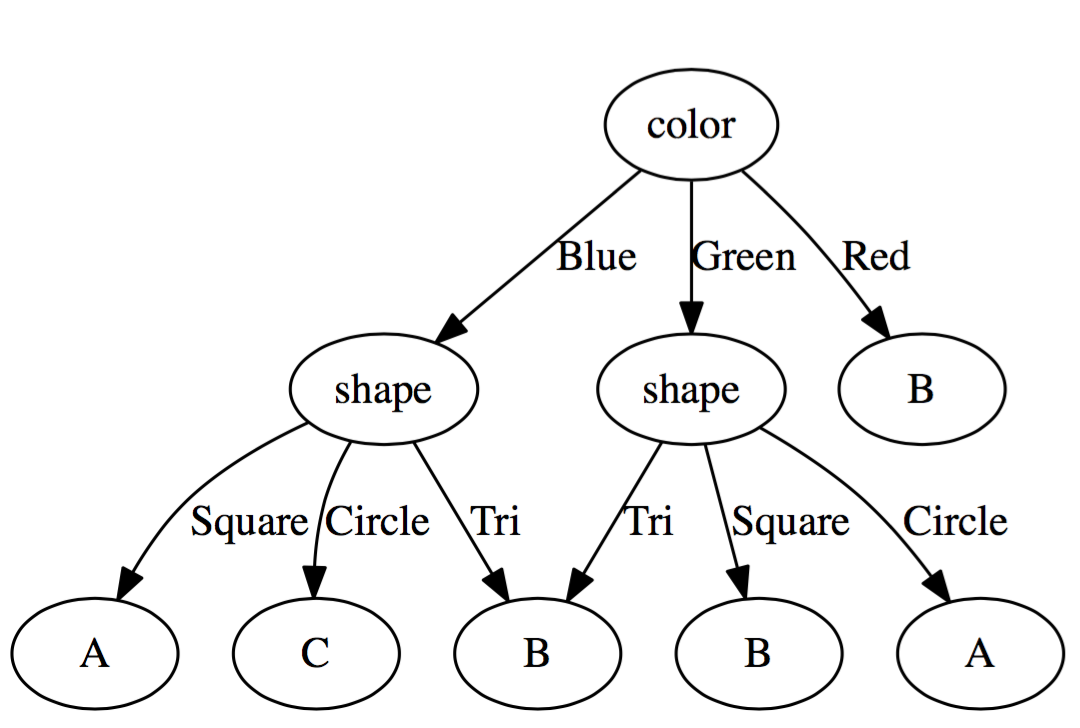 color
Blue Green Red
shape shape B
Square Circle Tri Tri Square Circle
A C B B A